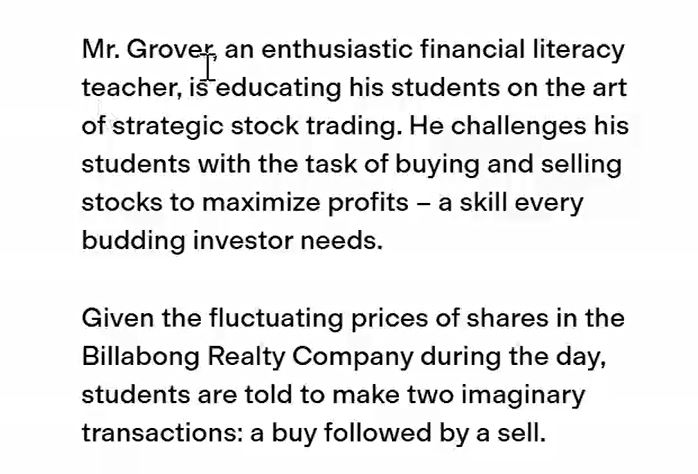 Mr. Grover, an enthusiastic financial literacy
teacher, is educating his students on the art
of strategic stock trading. He challenges his
students with the task of buying and selling
stocks to maximize profits – a skill every
budding investor needs.
Given the fluctuating prices of shares in the
Billabong Realty Company during the day,
students are told to make two imaginary
transactions: a buy followed by a sell.